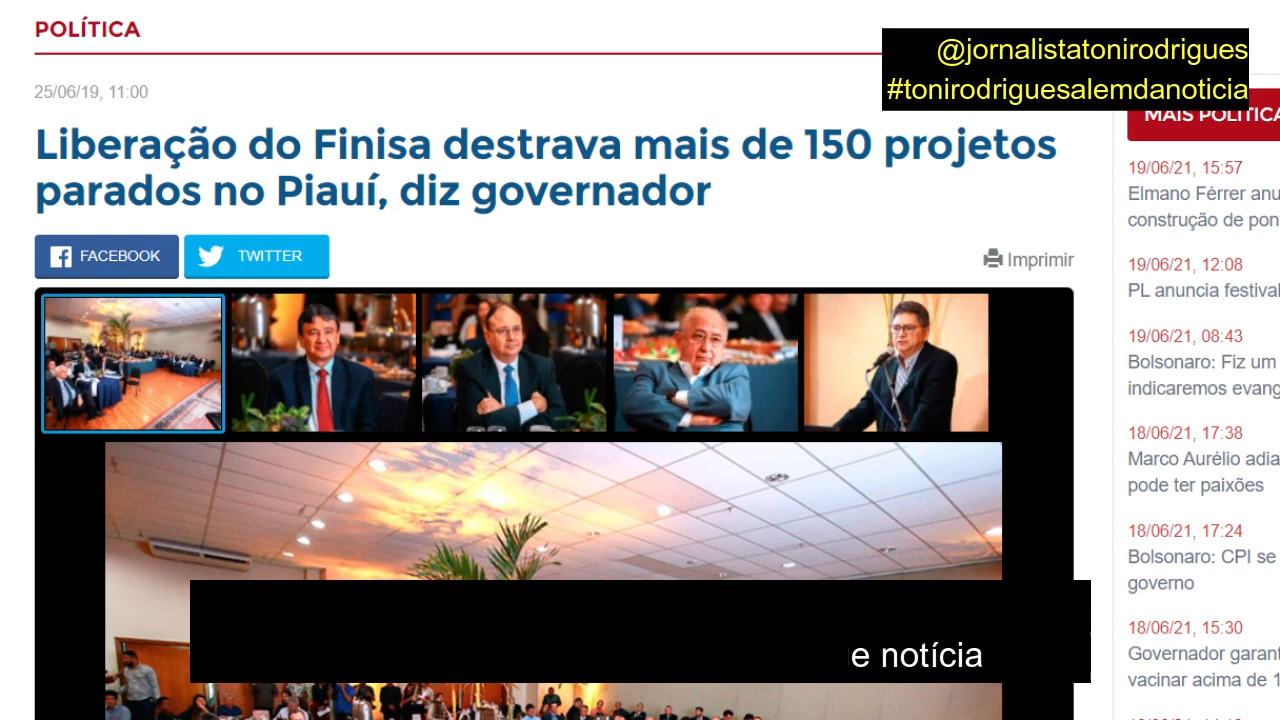 POLÍTICA
@jornalistatonirodrigues
#tonirodriguesalemdanoticia
25/06/19, 11:00
Liberação do Finisa destrava mais de 150 projetos
parados no Piauí, diz governador
FACEBOOK
TWITTER
Imprimir
MAIS POLÍTICA
19/06/21, 15:57
Elmano Férrer anu
construção de pon
19/06/21, 12:08
PL anuncia festival
19/06/21, 08:43
Bolsonaro: Fiz um
indicaremos evang
18/06/21, 17:38
Marco Aurélio adia
pode ter paixões
18/06/21, 17:24
Bolsonaro: CPI se
governo
18/06/21, 15:30
Governador garant
vacinar acima de 1
e notícia